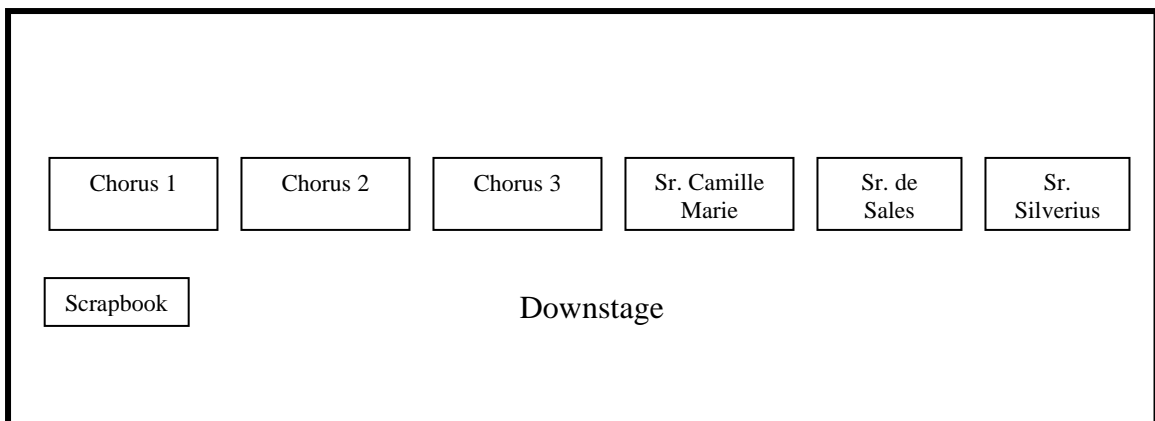 Chorus 1
Chorus 2
Chorus 3
Sr. Camille
Marie
Sr. de
Sales
Sr.
Silverius
Scrapbook
Downstage